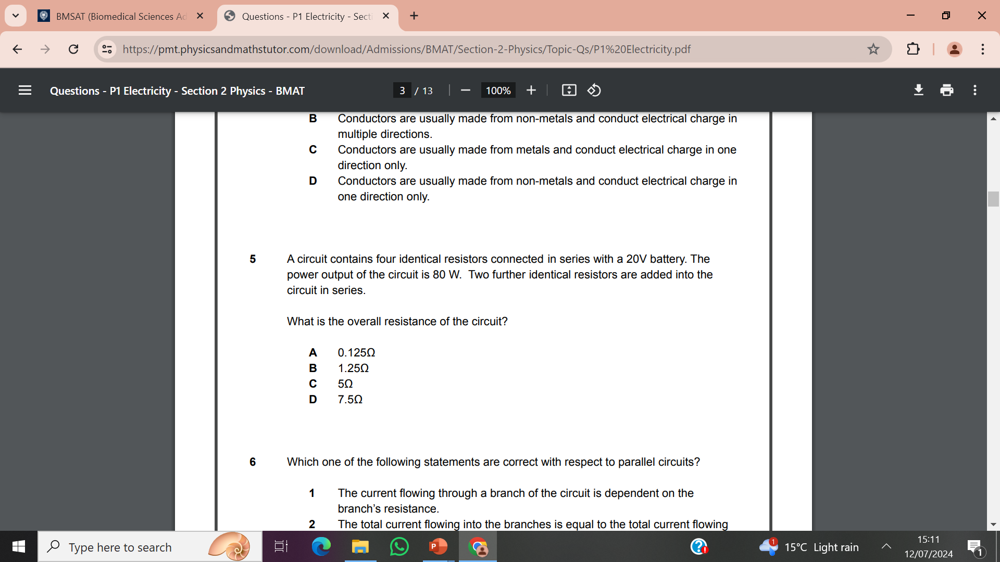 BMSAT (Biomedical Sciences Ad
Questions - P1 Electricity - Secti
https://pmt.physicsandmathstutor.com/download/Admissions/BMAT/Section-2-Physics/Topic-Qs/P1%20Electricity.pdf
Questions - P1 Electricity - Section 2 Physics - BMAT
3 / 13
100%
B Conductors are usually made from non-metals and conduct electrical charge in
multiple directions.
C Conductors are usually made from metals and conduct electrical charge in one
direction only.
D Conductors are usually made from non-metals and conduct electrical charge in
one direction only.
5 A circuit contains four identical resistors connected in series with a 20V battery. The
power output of the circuit is 80 W. Two further identical resistors are added into the
circuit in series.
What is the overall resistance of the circuit?
A 0.125Ω
B 1.25Ω
C 5Ω
D 7.5Ω
6 Which one of the following statements are correct with respect to parallel circuits?
1 The current flowing through a branch of the circuit is dependent on the
branch's resistance.
2 The total current flowing into the branches is equal to the total current flowing
Type here to search
P
1
15°C Light rain
15:11
12/07/2024
1